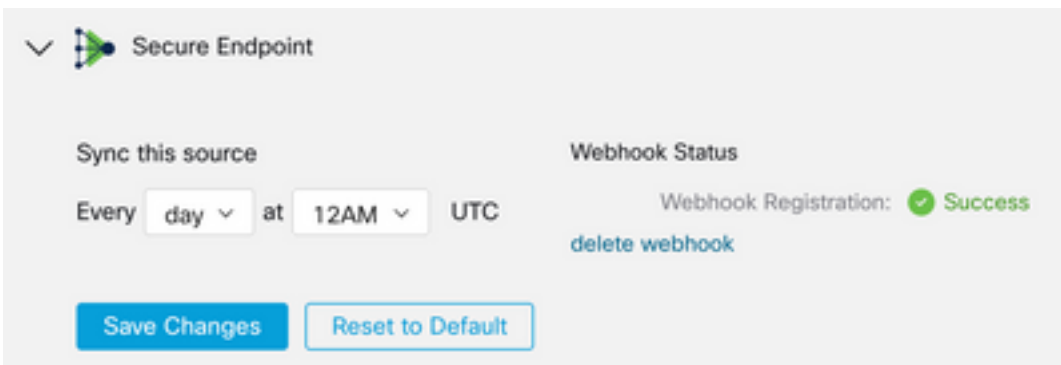 Secure Endpoint
Sync this source
Every day at 12AM UTC
Webhook Status
Webhook Registration: Success
delete webhook
Save Changes Reset to Default